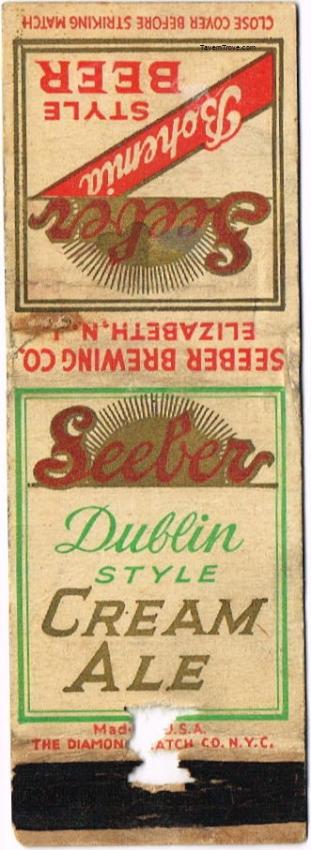 CLOSE COVER BEFORE STRIKING MATCH
TavernTrove.com
Seeber
Bohemia
STYLE
BEER
SEEBER BREWING CO.
ELIZABETH, N.J.
Seeber
Dublin
STYLE
CREAM
ALE
Made U.S.A.
THE DIAMOND MATCH CO. N.Y.C.